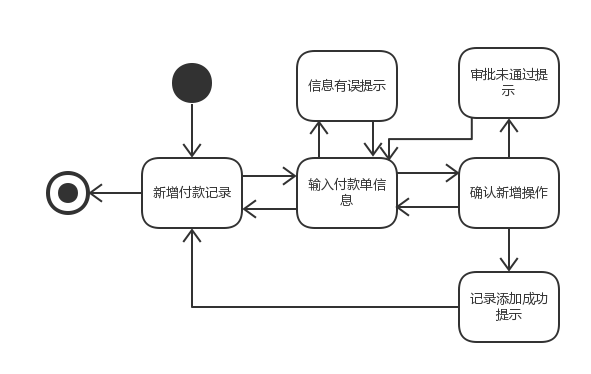 信息有误提示
审批未通过提
示
新增付款记录
输入付款单信
息
确认新增操作
记录添加成功
提示